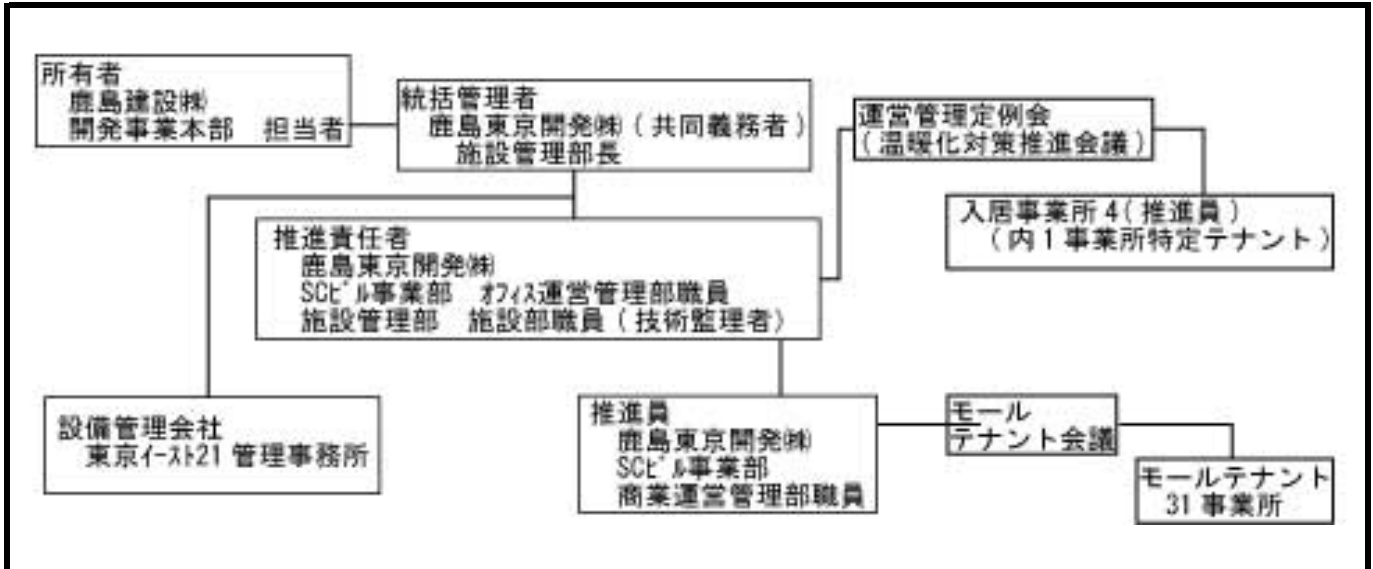 所有者
鹿島建設㈱
開発事業本部 担当者
統括管理者
鹿島東京開発㈱(共同義務者)
施設管理部長
運営管理定例会
(温暖化対策推進会議)
入居事業所4(推進員)
(内1事業所特定テナント)
推進責任者
鹿島東京開発㈱
SCﾋﾞﾙ事業部 ｵﾌｨｽ運営管理部職員
施設管理部 施設部職員(技術監理者)
設備管理会社
東京ｲｰｽﾄ21管理事務所
推進員
鹿島東京開発㈱
SCﾋﾞﾙ事業部
商業運営管理部職員
モール
テナント会議
モールテナント
31事業所